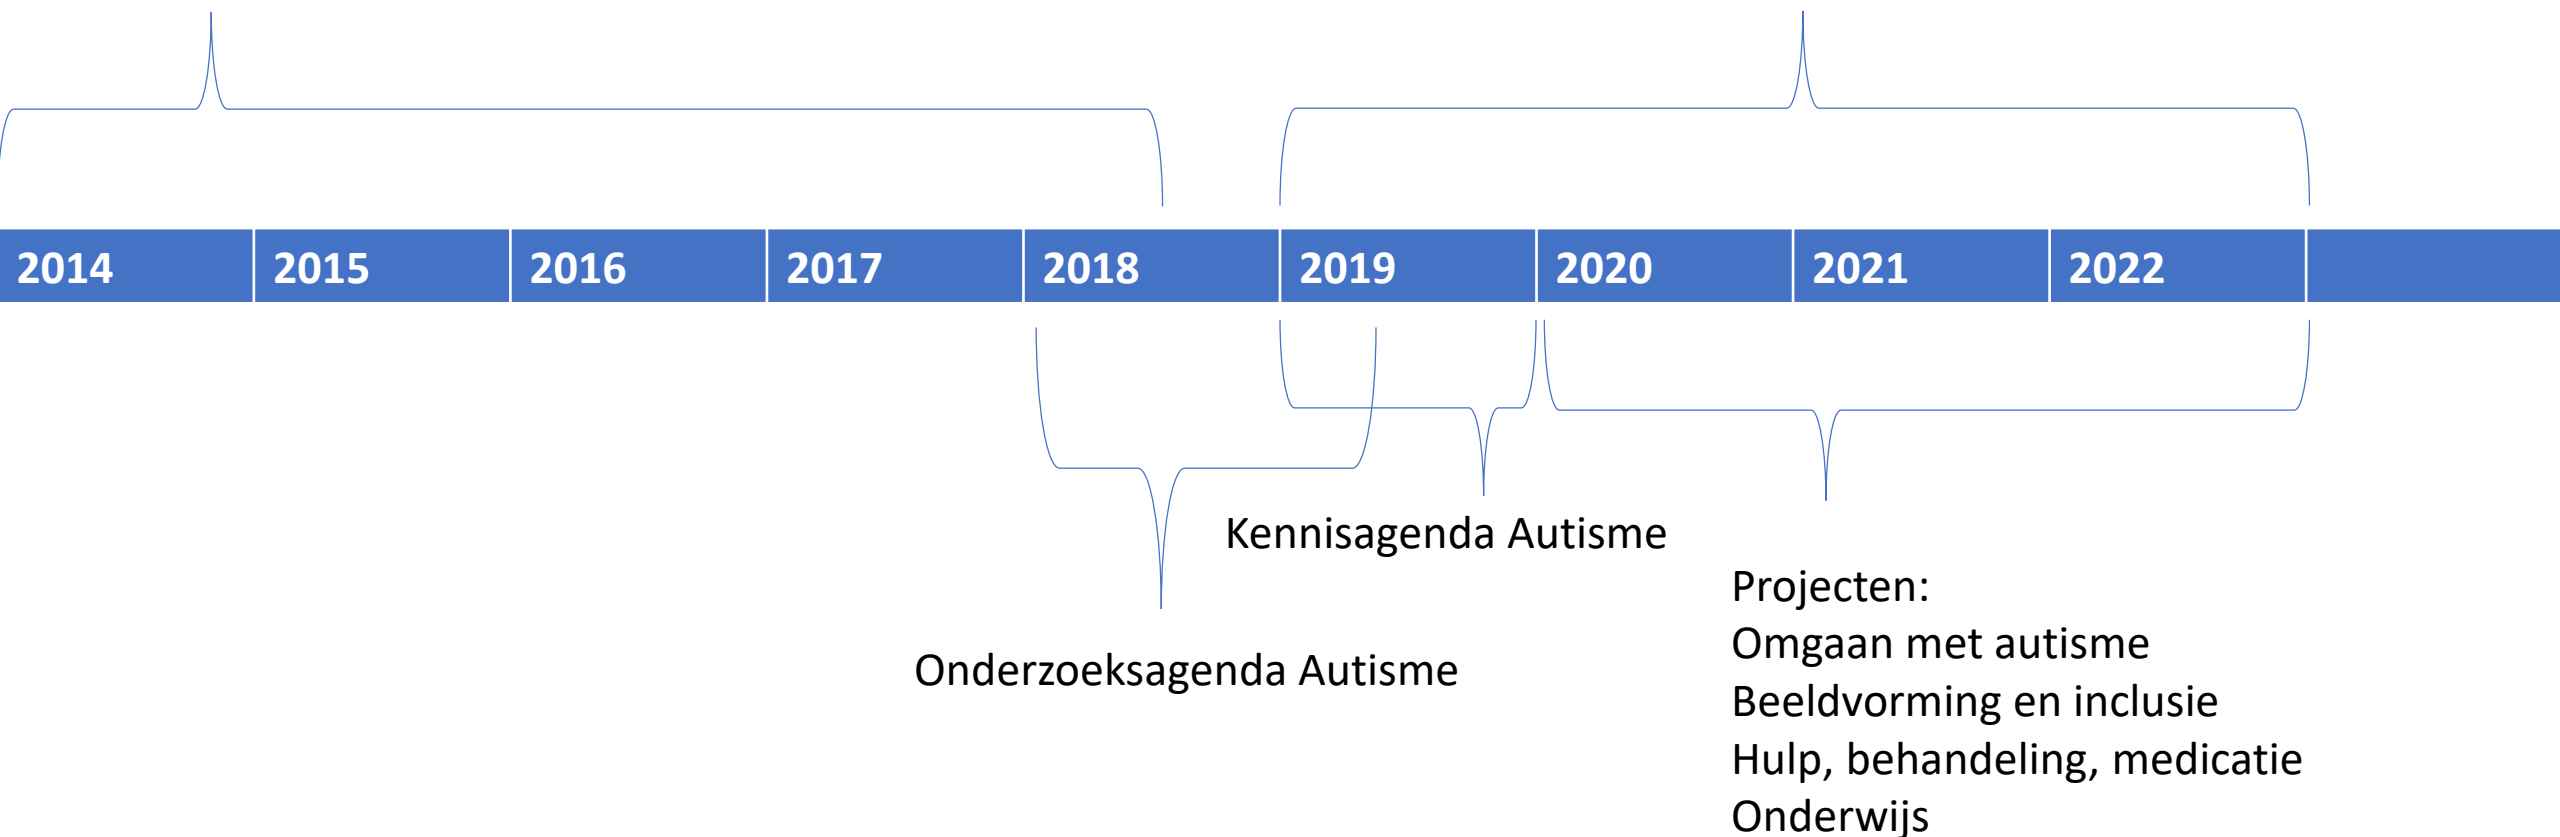 2014 2015 2016 2017 2018 2019 2020 2021 2022
Kennisagenda Autisme
Onderzoeksagenda Autisme
Projecten:
Omgaan met autisme
Beeldvorming en inclusie
Hulp, behandeling, medicatie
Onderwijs